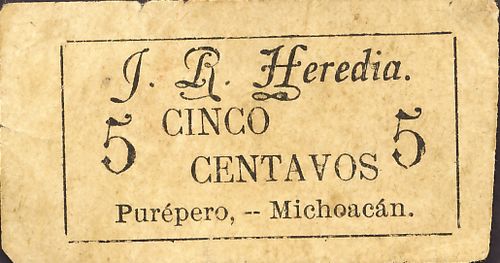 J. R. Heredia.
5 CINCO 5
CENTAVOS
Purépero, -- Michoacán.